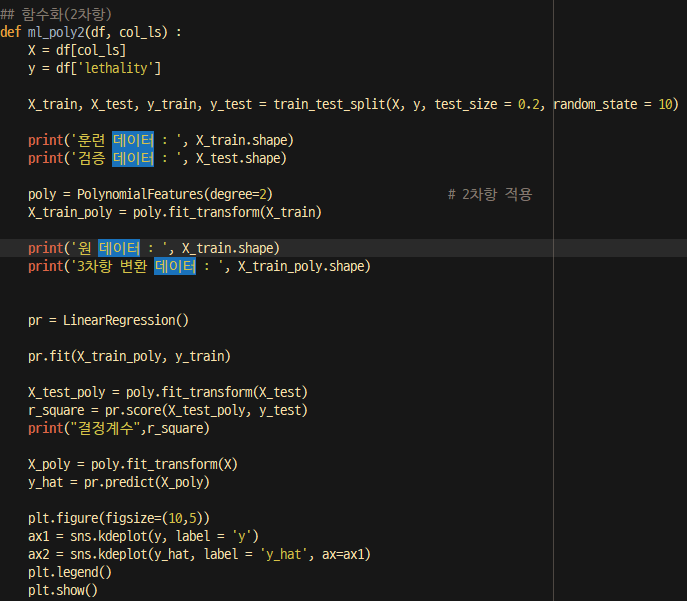 ## 함수화(2차항)
def ml_poly2(df, col_ls) :
X = df[col_ls]
y = df['lethality']
X_train, X_test, y_train, y_test = train_test_split(X, y, test_size = 0.2, random_state = 10)
print('훈련 데이터 : ', X_train.shape)
print('검증 데이터 : ', X_test.shape)
poly = PolynomialFeatures(degree=2) # 2차항 적용
X_train_poly = poly.fit_transform(X_train)
print('원 데이터 : ', X_train.shape)
print('3차항 변환 데이터 : ', X_train_poly.shape)
pr = LinearRegression()
pr.fit(X_train_poly, y_train)
X_test_poly = poly.fit_transform(X_test)
r_square = pr.score(X_test_poly, y_test)
print("결정계수",r_square)
X_poly = poly.fit_transform(X)
y_hat = pr.predict(X_poly)
plt.figure(figsize=(10,5))
ax1 = sns.kdeplot(y, label = 'y')
ax2 = sns.kdeplot(y_hat, label = 'y_hat', ax=ax1)
plt.legend()
plt.show()